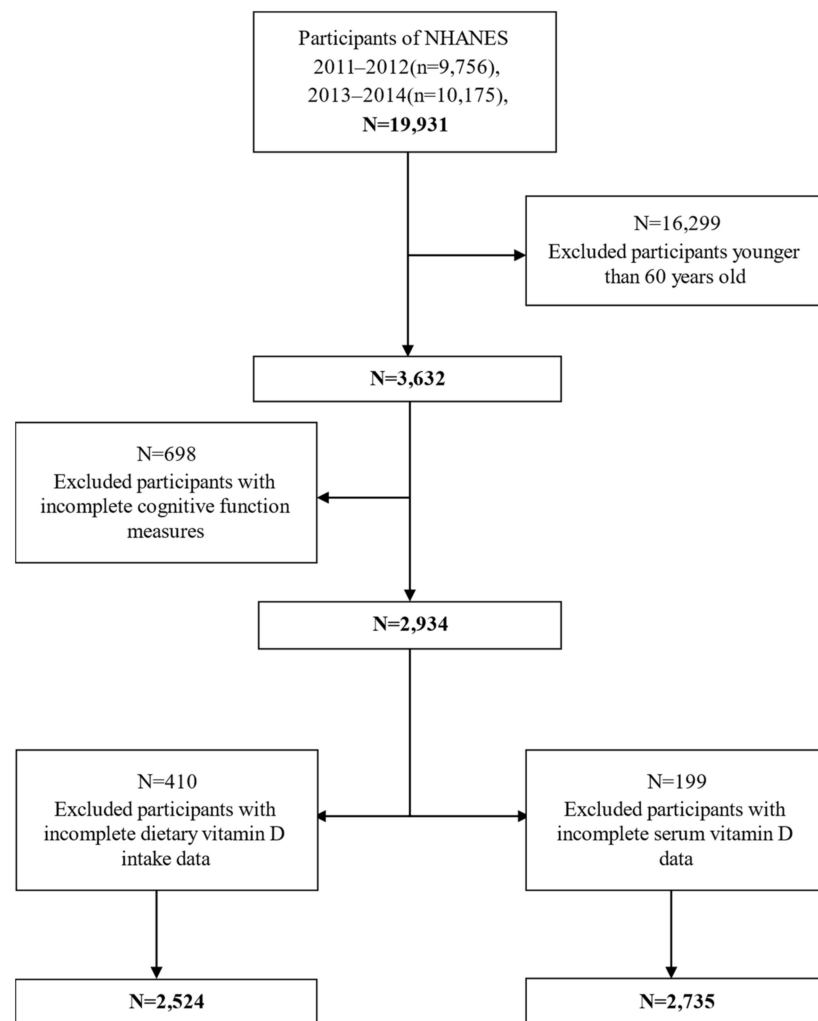 Participants of NHANES
2011–2012(n=9,756),
2013–2014(n=10,175),
N=19,931
N=16,299
Excluded participants younger
than 60 years old
N=3,632
N=698
Excluded participants with
incomplete cognitive function
measures
N=2,934
N=410
Excluded participants with
incomplete dietary vitamin D
intake data
N=199
Excluded participants with
incomplete serum vitamin D
data
N=2,524
N=2,735